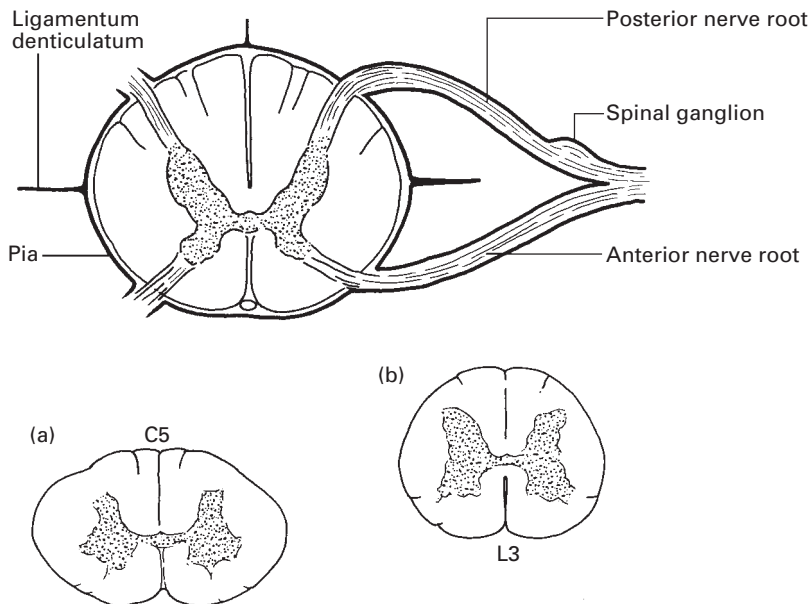 Ligamentum
denticulatum
Posterior nerve root
Spinal ganglion
Pia
Anterior nerve root
(a)
C5
(b)
L3